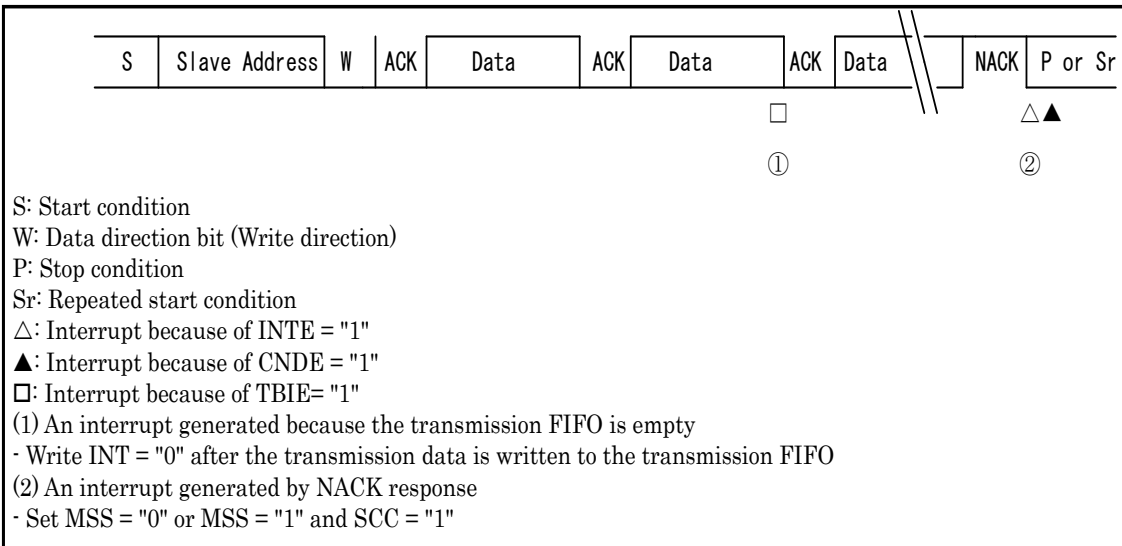 S Slave Address W ACK Data ACK Data ACK Data NACK P or Sr
□ △▲
① ②
S: Start condition
W: Data direction bit (Write direction)
P: Stop condition
Sr: Repeated start condition
△: Interrupt because of INTE = "1"
▲: Interrupt because of CNDE = "1"
□: Interrupt because of TBIE= "1"
(1) An interrupt generated because the transmission FIFO is empty
- Write INT = "0" after the transmission data is written to the transmission FIFO
(2) An interrupt generated by NACK response
- Set MSS = "0" or MSS = "1" and SCC = "1"